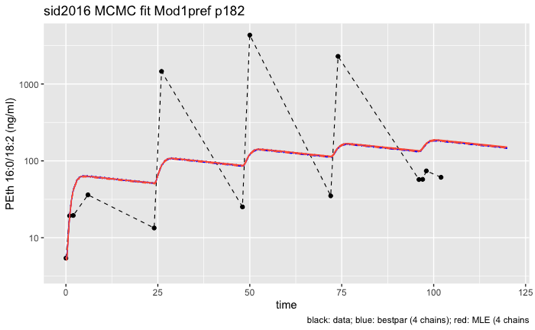 sid2016 MCMC fit Mod1pref p182
PEth 16:0/18:2 (ng/ml)
1000
100
10
0
25
50
75
100
125
time
black: data; blue: bestpar (4 chains); red: MLE (4 chains